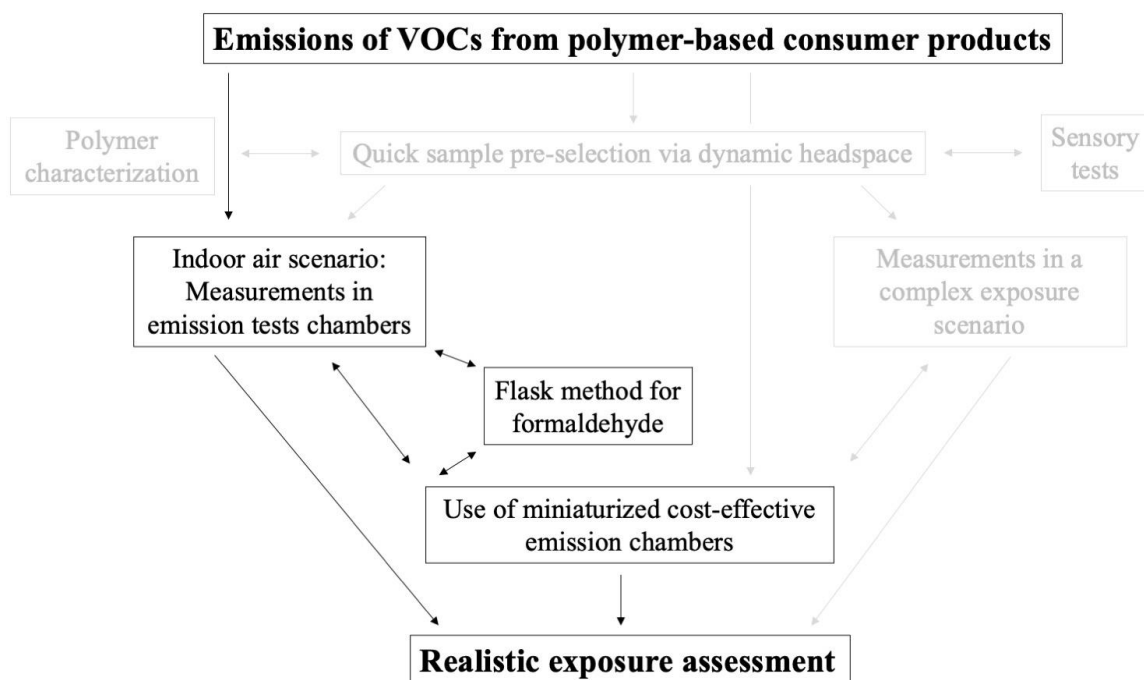 Emissions of VOCs from polymer-based consumer products
Polymer
characterization
Quick sample pre-selection via dynamic headspace
Sensory
tests
Indoor air scenario:
Measurements in
emission tests chambers
Measurements in a
complex exposure
scenario
Flask method for
formaldehyde
Use of miniaturized cost-effective
emission chambers
Realistic exposure assessment